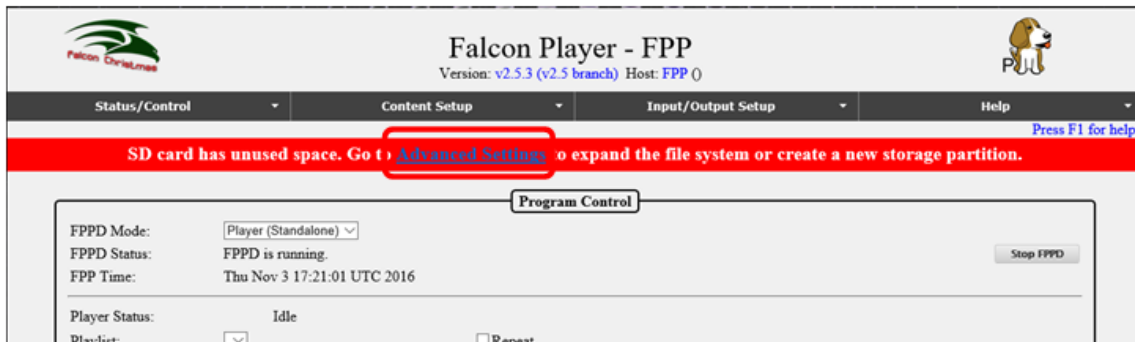 Falcon Christmas
Falcon Player - FPP
Version: v2.5.3 (v2.5 branch) Host: FPP ()
Status/Control Content Setup Input/Output Setup Help
Press F1 for help
SD card has unused space. Go to Advanced Settings to expand the file system or create a new storage partition.
Program Control
FPPD Mode: Player (Standalone)
FPPD Status: FPPD is running. Stop FPPD
FPP Time: Thu Nov 3 17:21:01 UTC 2016
Player Status: Idle
Playlist: Repeat